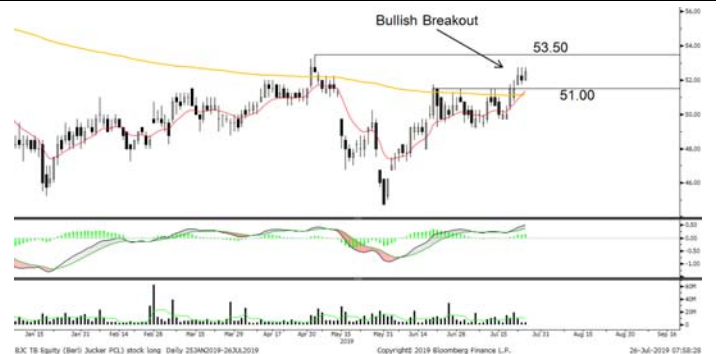 56.00
Bullish Breakout
54.00
53.50
52.00
51.00
50.00
48.00
46.00
0.50
0.00
-0.50
-1.00
60M
40M
20M
0
Jan 15 Jan 31 Feb 14 Feb 28 Mar 15 Mar 29 Apr 16 Apr 30 May 15 May 31 Jun 14 Jun 28 Jul 15 Jul 31 Aug 16 Aug 30 Sep 16
2019
BJC TB Equity (Berli Jucker PCL) stock long Daily 25JAN2019-26JUL2019
Copyright© 2019 Bloomberg Finance L.P.
26-Jul-2019 07:58:28